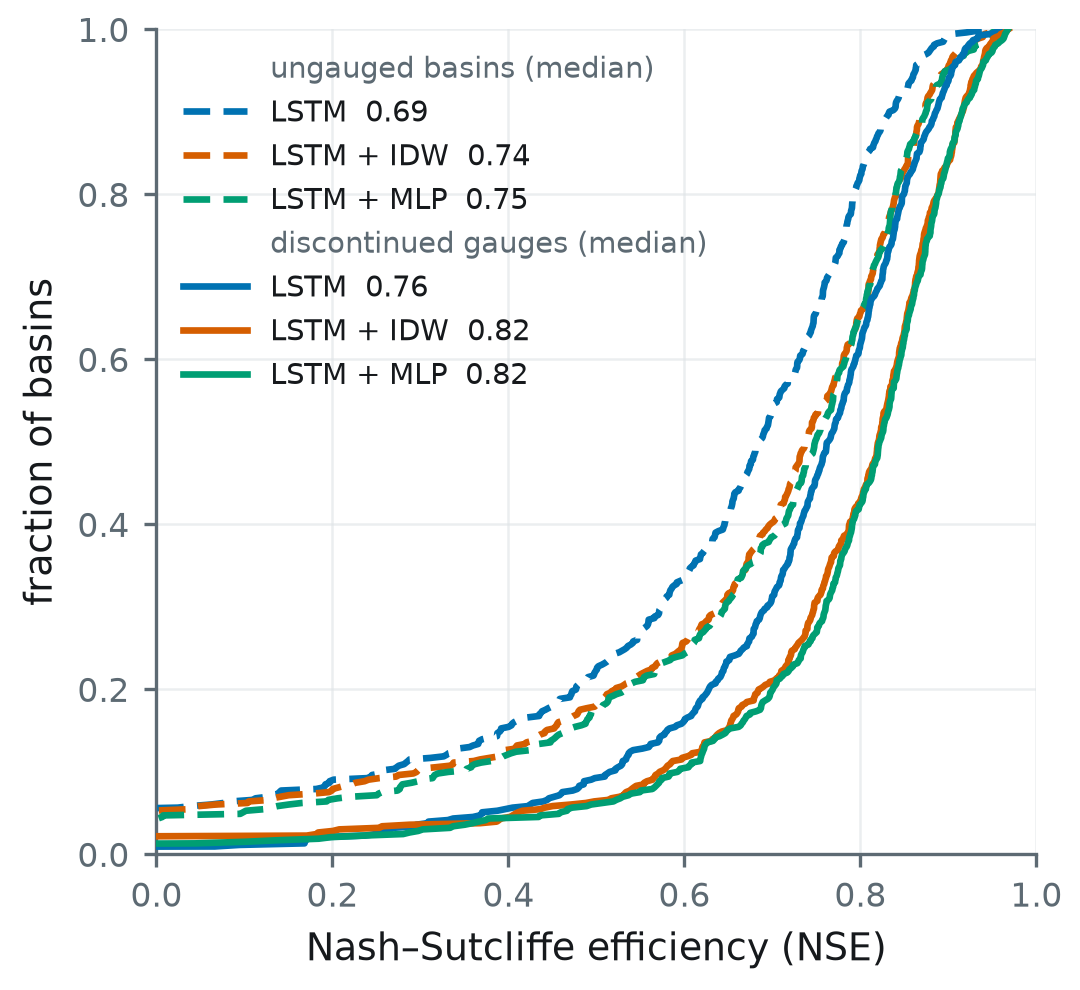 1.0
0.8
0.6
0.4
0.2
0.0
fraction of basins
ungauged basins (median)
LSTM 0.69
LSTM + IDW 0.74
LSTM + MLP 0.75
discontinued gauges (median)
LSTM 0.76
LSTM + IDW 0.82
LSTM + MLP 0.82
0.0 0.2 0.4 0.6 0.8 1.0
Nash–Sutcliffe efficiency (NSE)